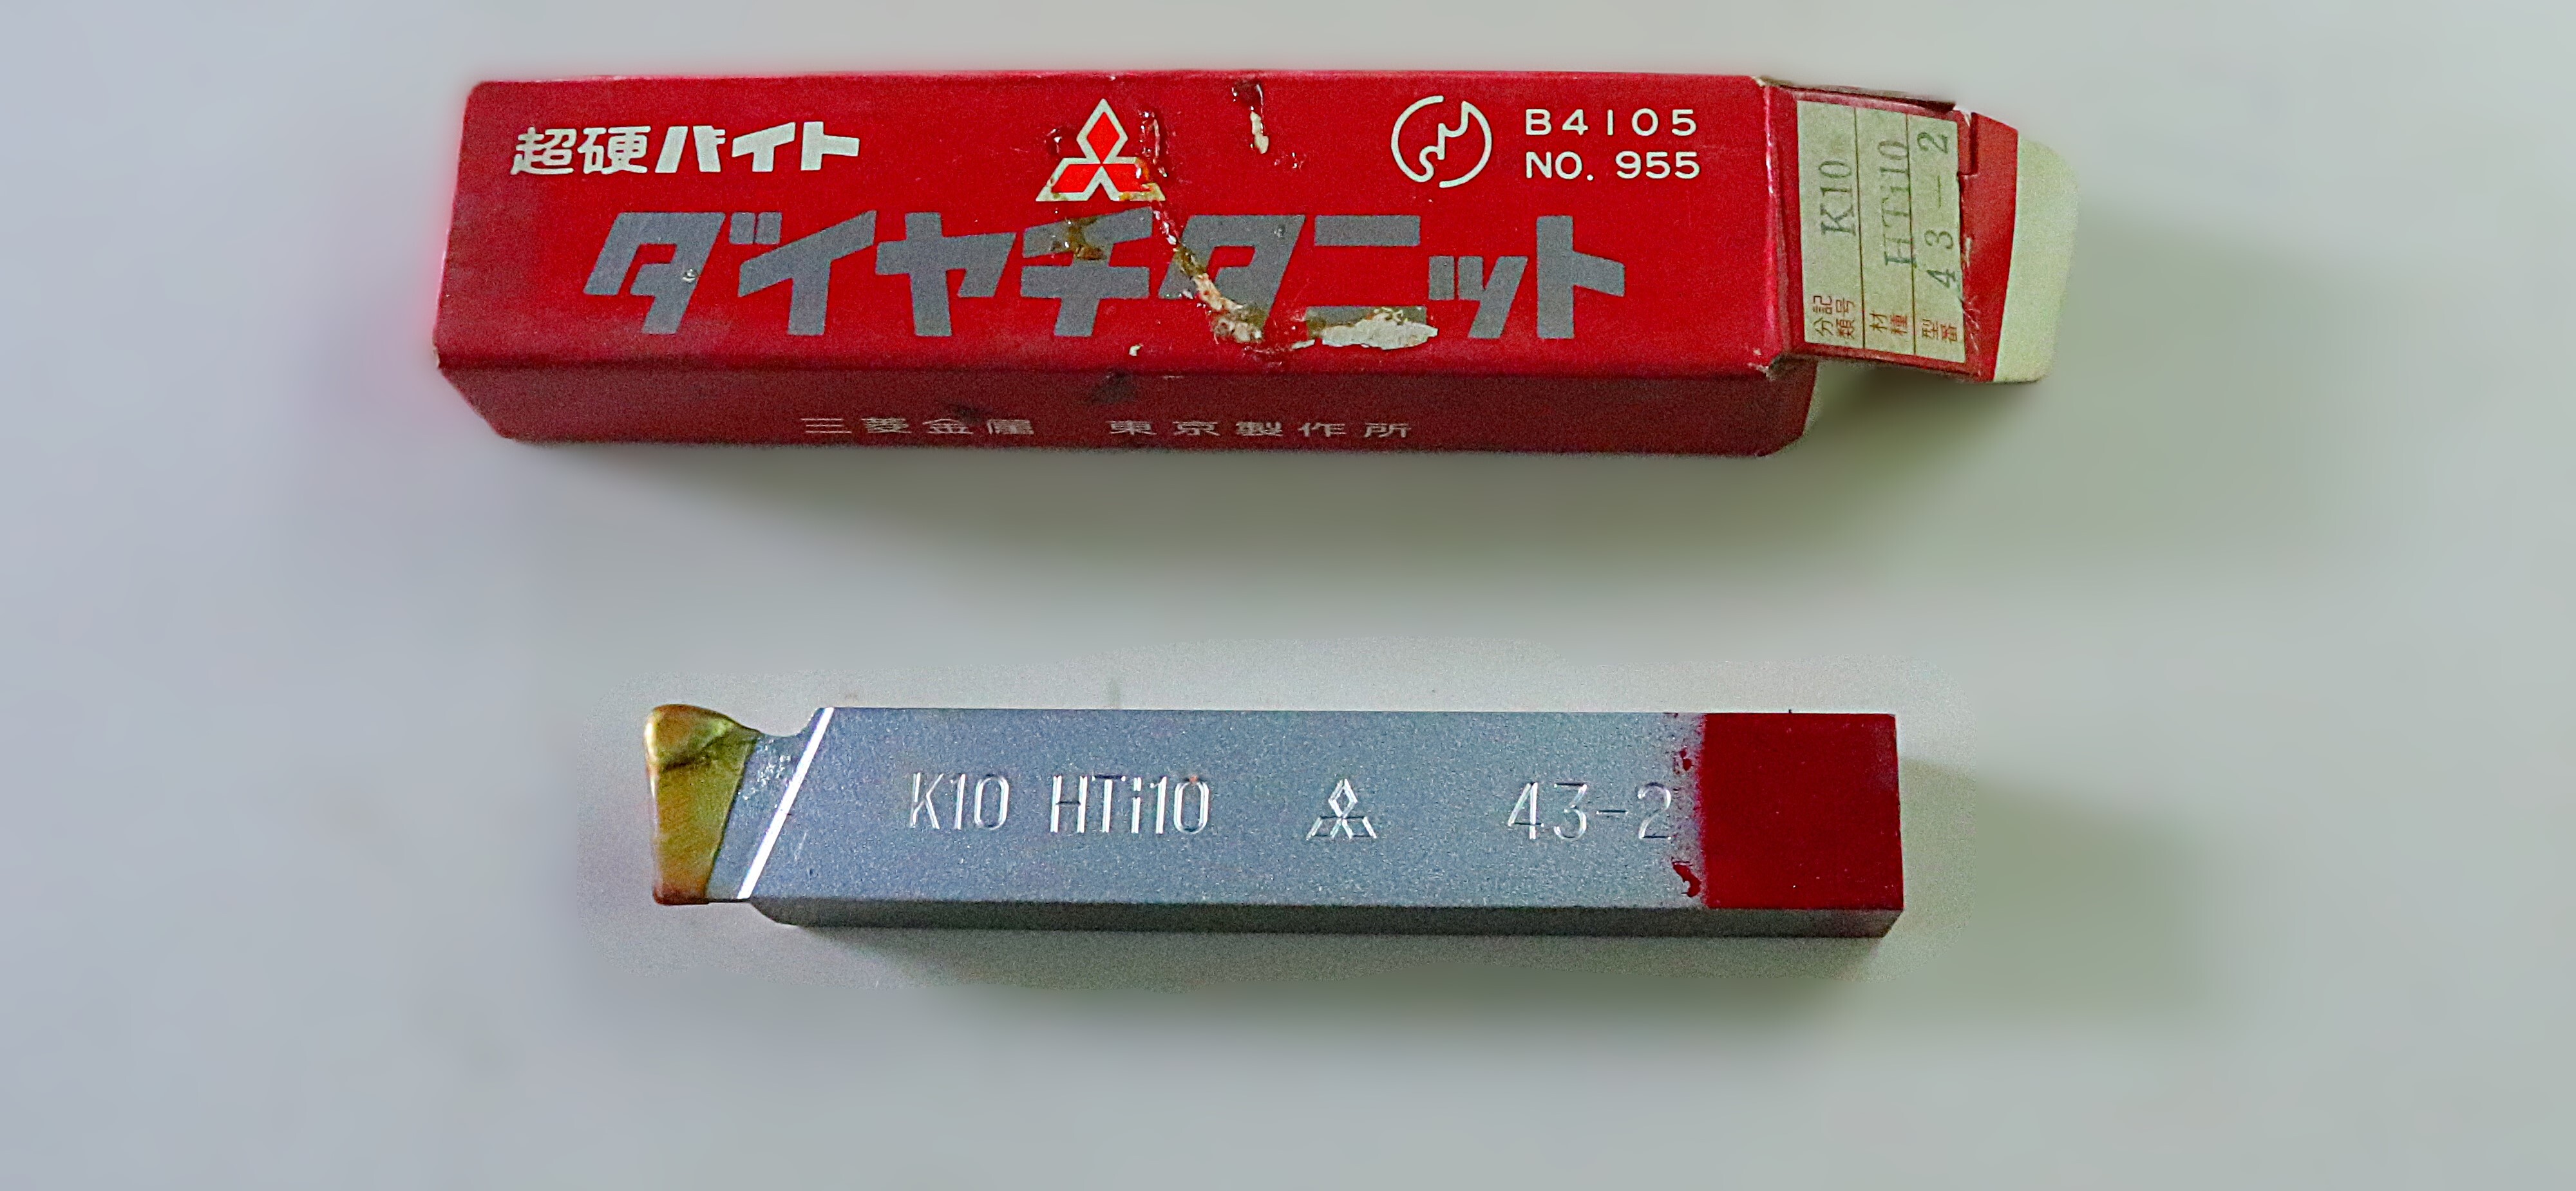 超硬バイト
B4105
NO. 955
ダイヤチタニット
三菱金属 東京製作所
分類記号 K10
材種 HTi10
型番 43-2
K10 HTi10 43-2